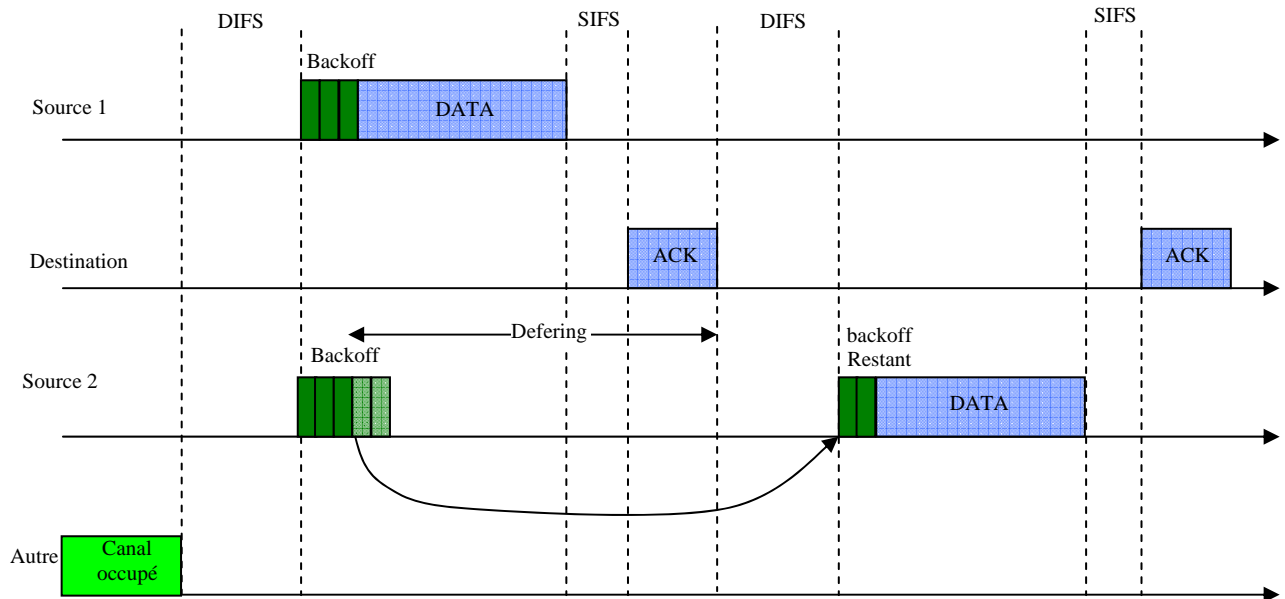 DIFS
SIFS
DIFS
SIFS
Backoff
Source 1
DATA
Destination
ACK
ACK
Defering
Backoff
backoff
Restant
Source 2
DATA
Autre
Canal
occupé